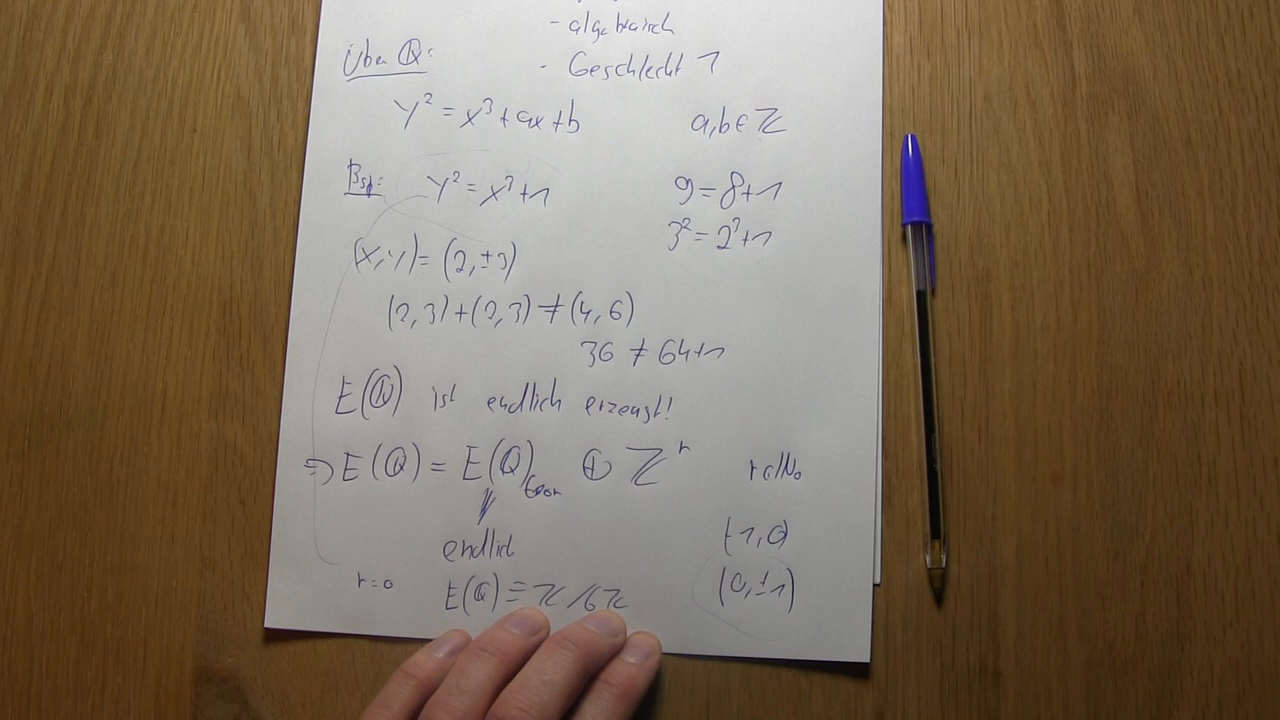 - algebraisch
Über ℚ:
- Geschlecht 1
Y² = X³ + ax + b
a,b ∈ ℤ
Bsp: Y² = X³ + 1
9 = 8 + 1
3² = 2³ + 1
(X,Y) = (2, ±3)
(2,3) + (2,3) ≠ (4,6)
36 ≠ 64 + 1
E(ℚ) ist endlich erzeugt!
⇒ E(ℚ) = E(ℚ)tor ⊕ ℤ^r
r ∈ ℕ₀
endlich
(-1,0)
r = 0
E(ℚ) ≅ ℤ/6ℤ
(0, ±1)